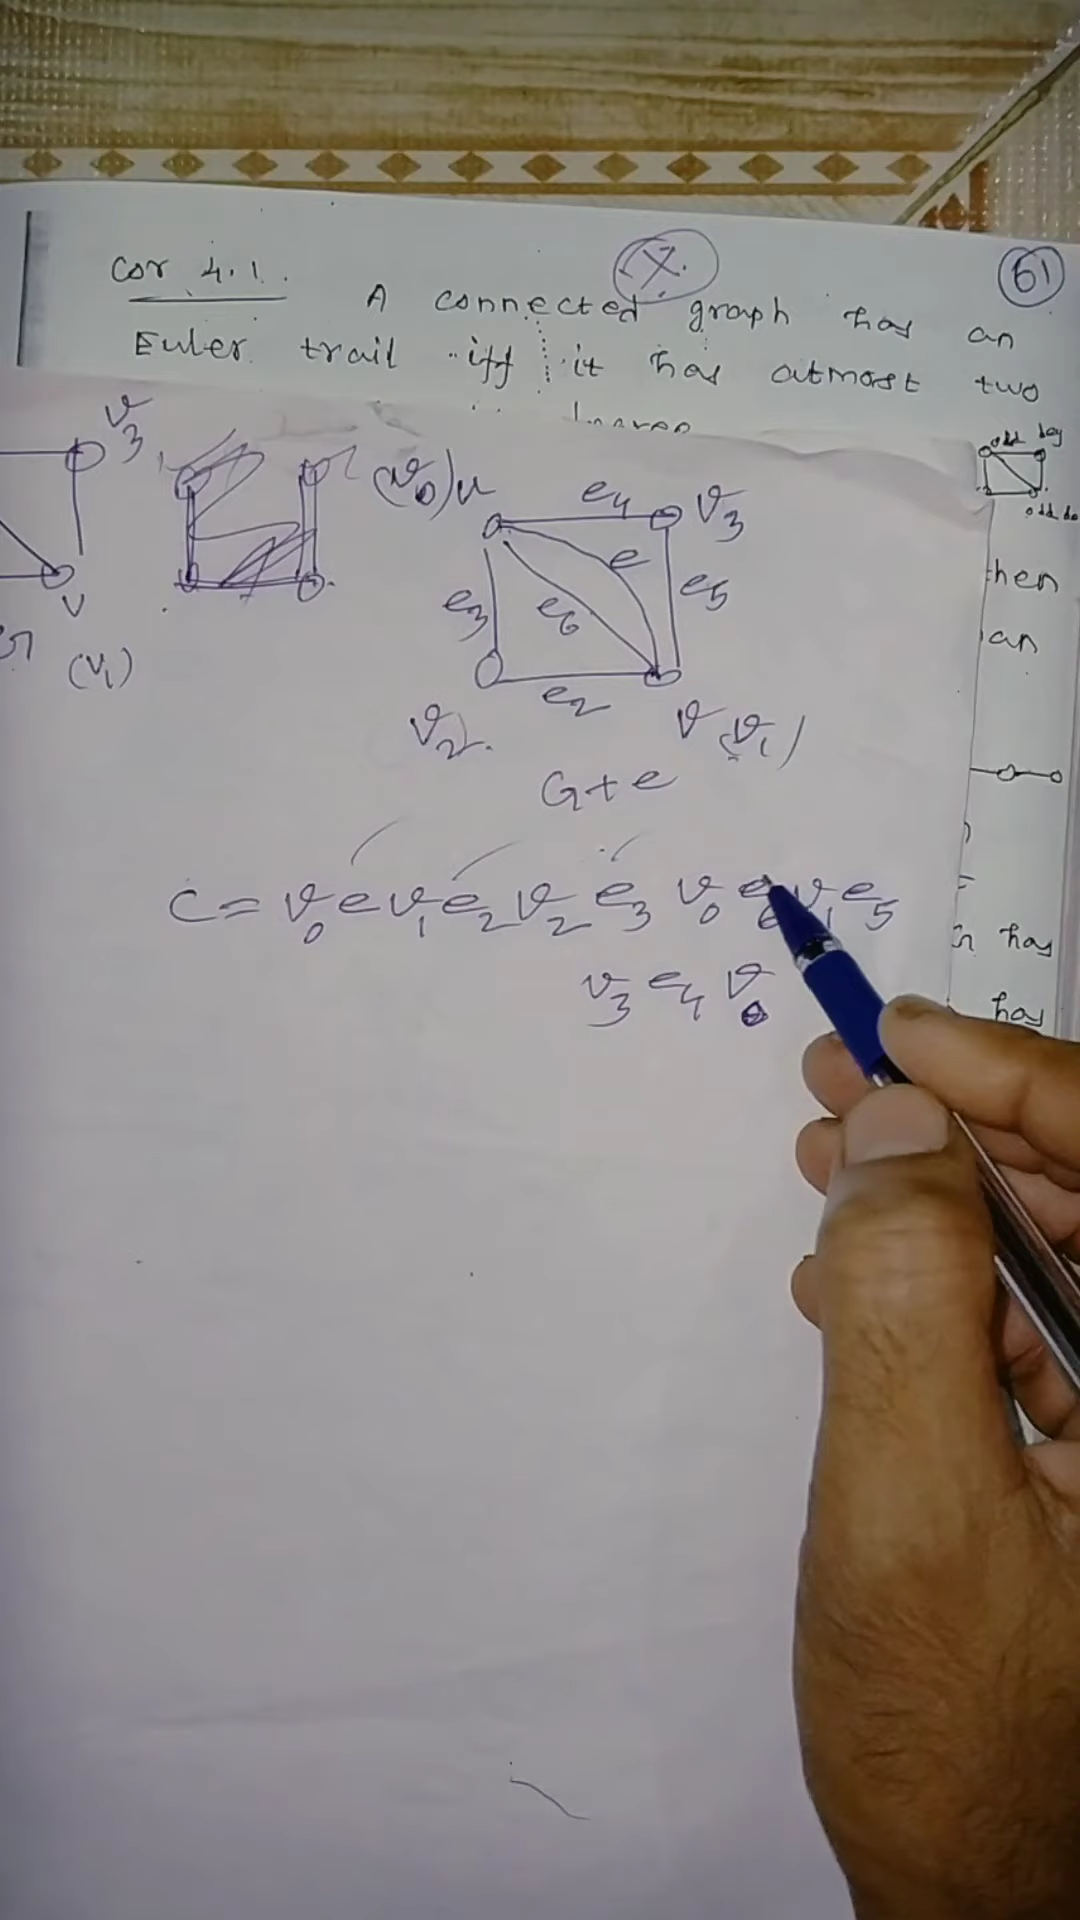 (X)
61
Cor 4.1. A connected graph has an
Euler trail iff it has atmost two
odd deg
v3
(v0) u e4 v3
e3 e6 e e5
v
(v1)
v2. e2 v (v1)
G+e
then
an
C = v0 e v1 e2 v2 e3 v0 e6 v1 e5
v3 e4 v0
has
has